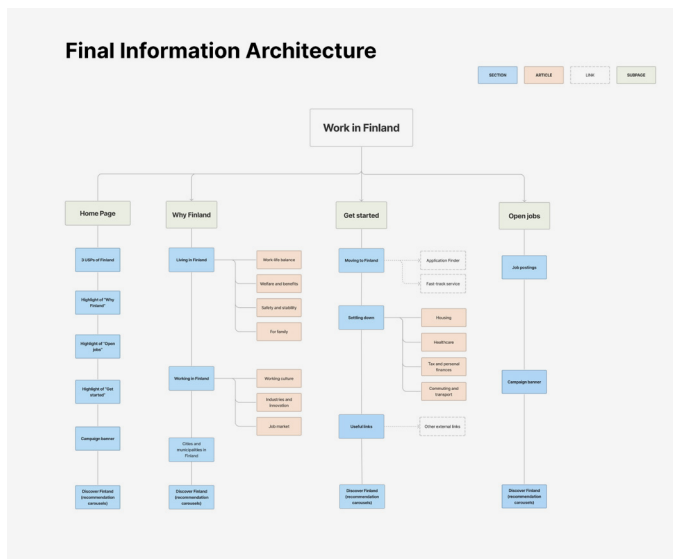 Final Information Architecture
SECTION
ARTICLE
LINK
SUBPAGE
Work in Finland
Home Page
3 USPs of Finland
Highlight of "Why
Finland"
Highlight of "Open
jobs"
Highlight of "Get
started"
Campaign banner
Discover Finland
(recommendation
carousels)
Why Finland
Living in Finland
Work-life balance
Welfare and benefits
Safety and stability
For family
Working in Finland
Working culture
Industries and
innovation
Job market
Cities and
municipalities in
Finland
Discover Finland
(recommendation
carousels)
Get started
Moving to Finland
Application Finder
Fast-track service
Settling down
Housing
Healthcare
Tax and personal
finances
Commuting and
transport
Useful links
Other external links
Discover Finland
(recommendation
carousels)
Open jobs
Job postings
Campaign banner
Discover Finland
(recommendation
carousels)